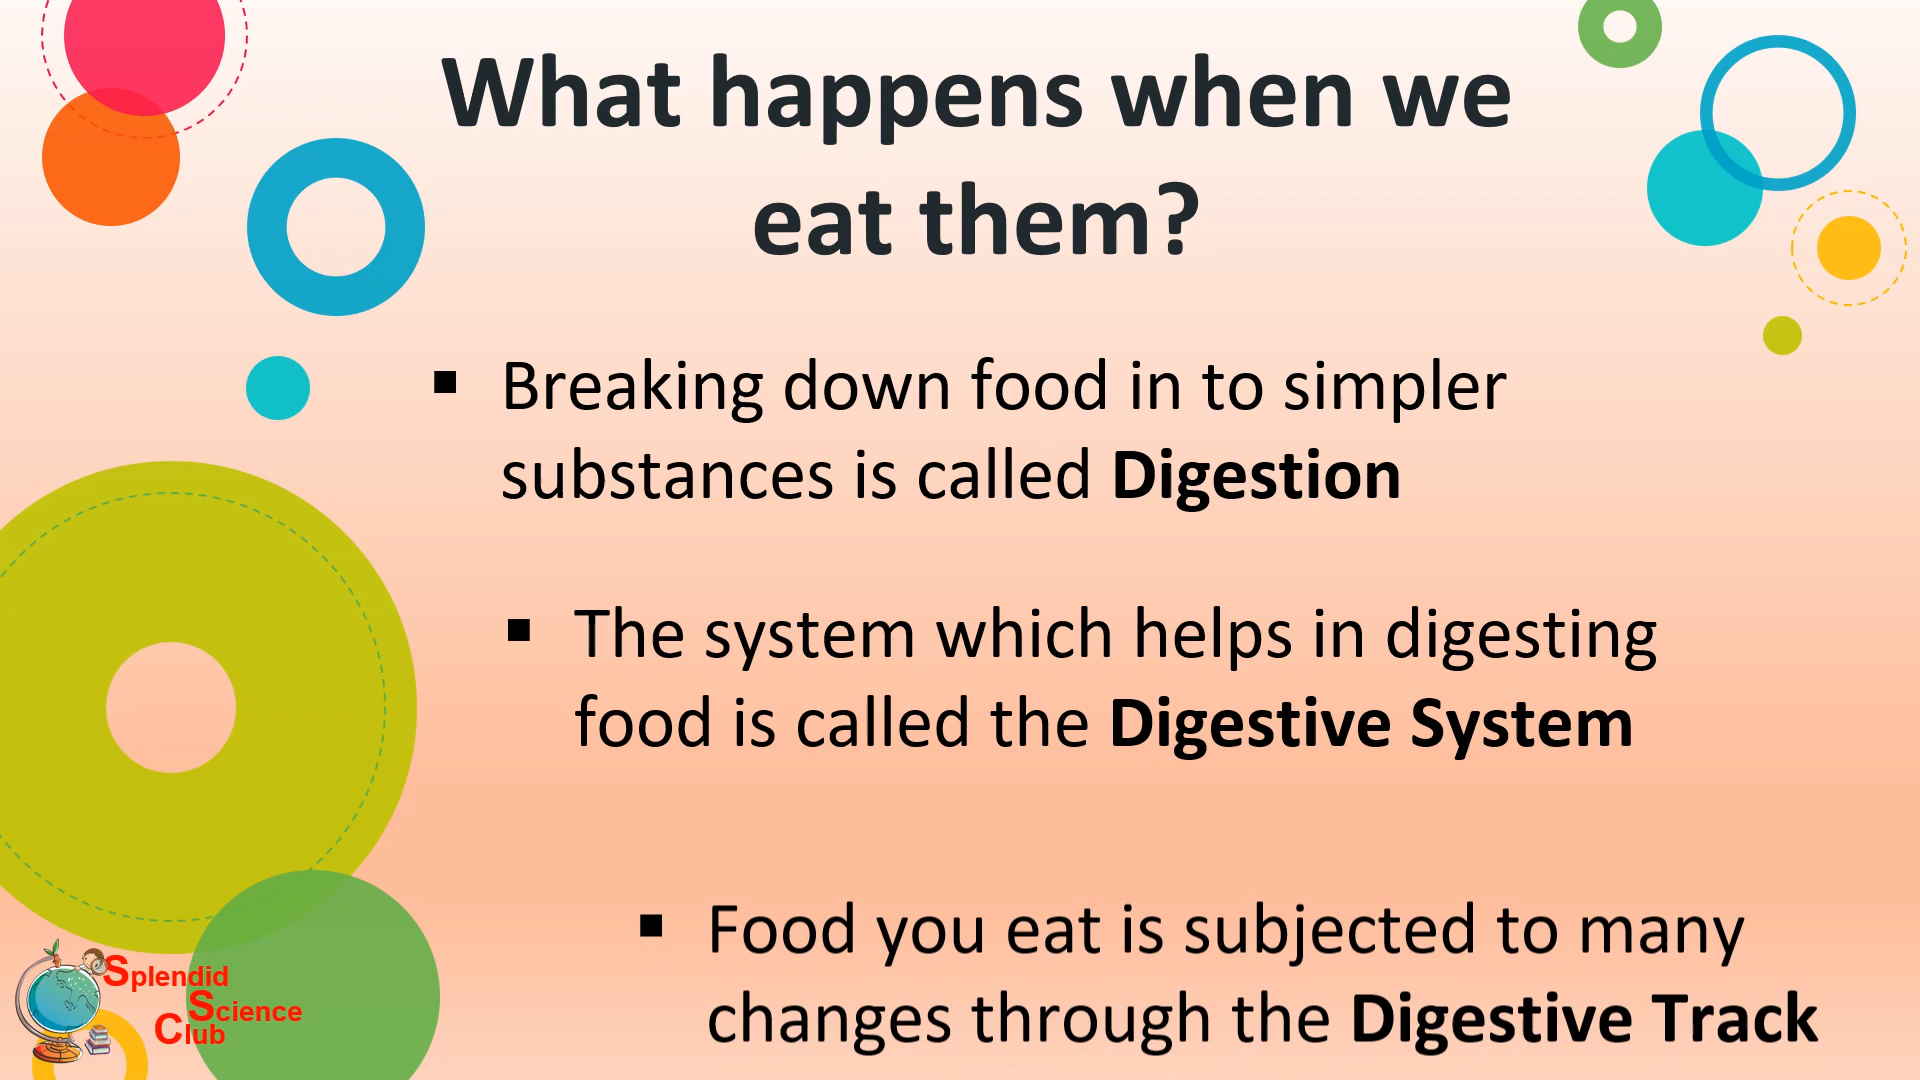 What happens when we
eat them?
▪ Breaking down food in to simpler
substances is called Digestion
▪ The system which helps in digesting
food is called the Digestive System
▪ Food you eat is subjected to many
changes through the Digestive Track
Splendid
Science
Club